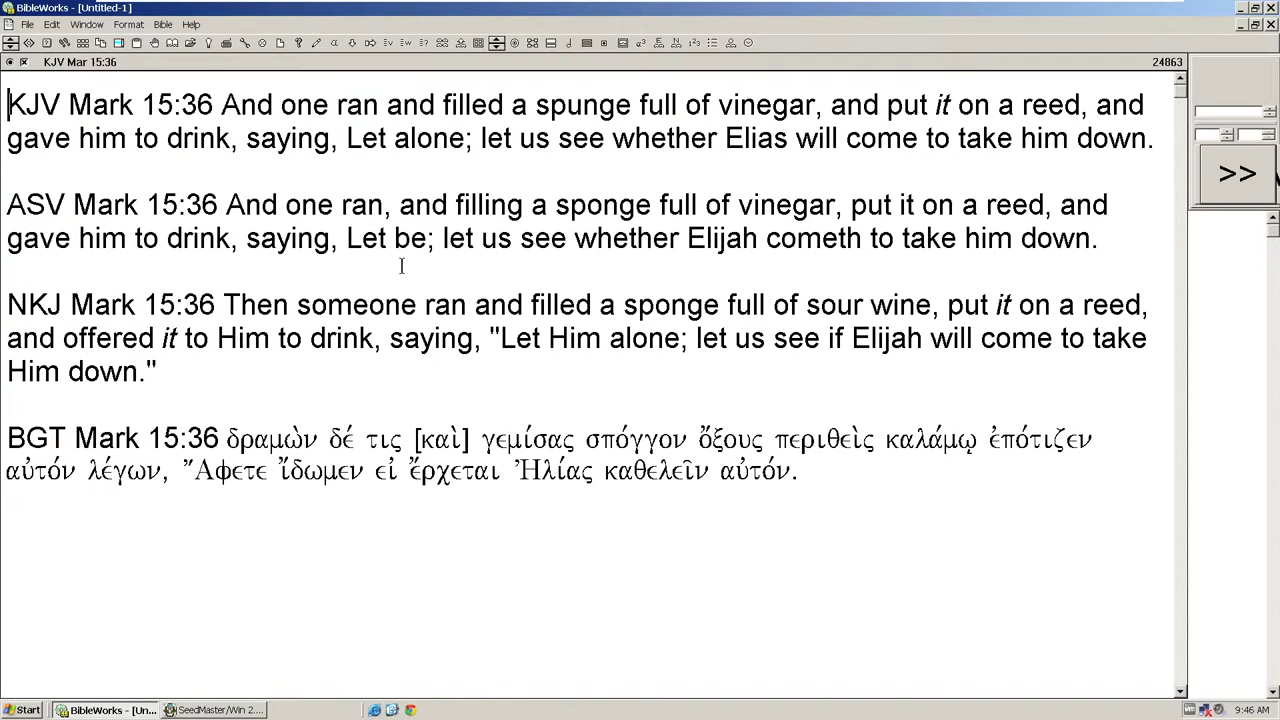 BibleWorks - [Untitled-1]
File Edit Window Format Bible Help
KJV Mar 15:36 24863
KJV Mark 15:36 And one ran and filled a spunge full of vinegar, and put it on a reed, and
gave him to drink, saying, Let alone; let us see whether Elias will come to take him down.
ASV Mark 15:36 And one ran, and filling a sponge full of vinegar, put it on a reed, and
gave him to drink, saying, Let be; let us see whether Elijah cometh to take him down.
NKJ Mark 15:36 Then someone ran and filled a sponge full of sour wine, put it on a reed,
and offered it to Him to drink, saying, "Let Him alone; let us see if Elijah will come to take
Him down."
BGT Mark 15:36 δραμὼν δέ τις [καὶ] γεμίσας σπόγγον ὄξους περιθεὶς καλάμῳ ἐπότιζεν
αὐτόν λέγων, Ἄφετε ἴδωμεν εἰ ἔρχεται Ἠλίας καθελεῖν αὐτόν.
>>
Start BibleWorks - [Un... SeedMaster/Win 2.... 9:46 AM